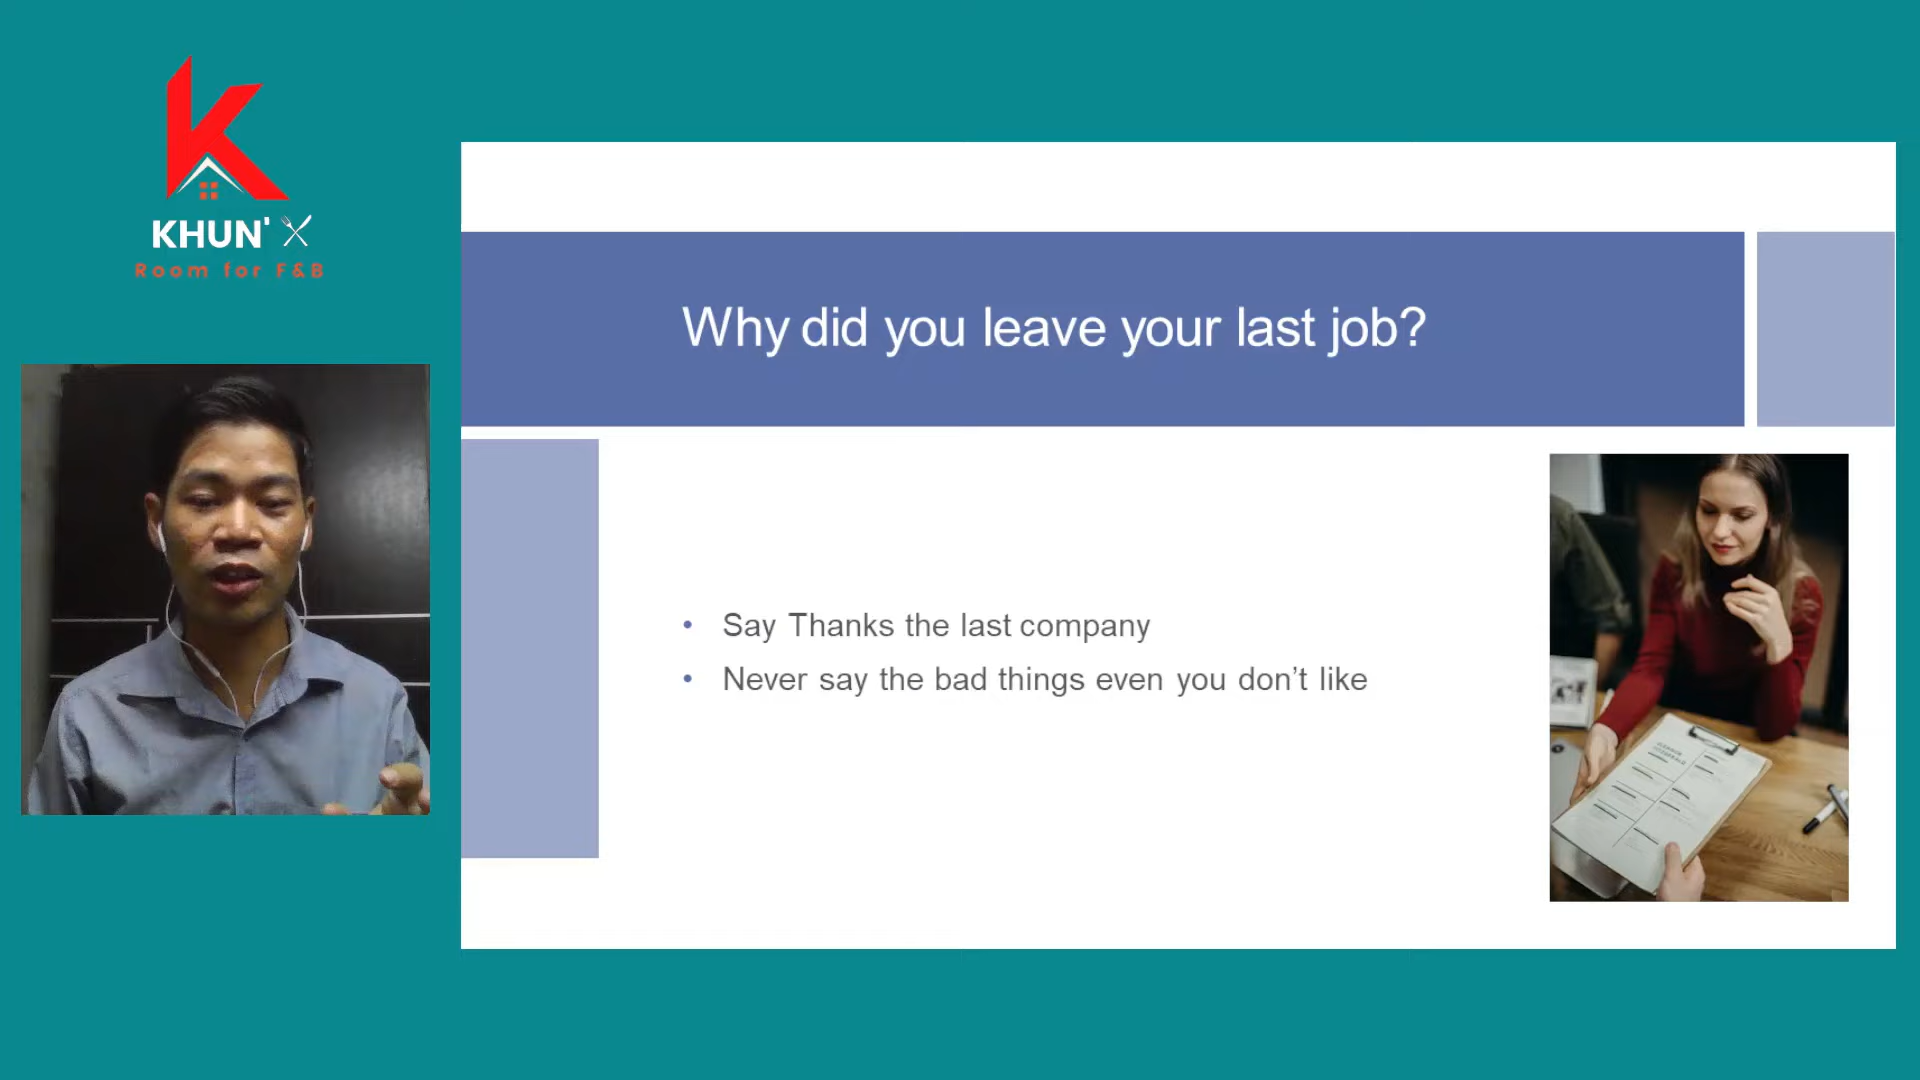 KHUN'
Room for F&B
Why did you leave your last job?
• Say Thanks the last company
• Never say the bad things even you don’t like